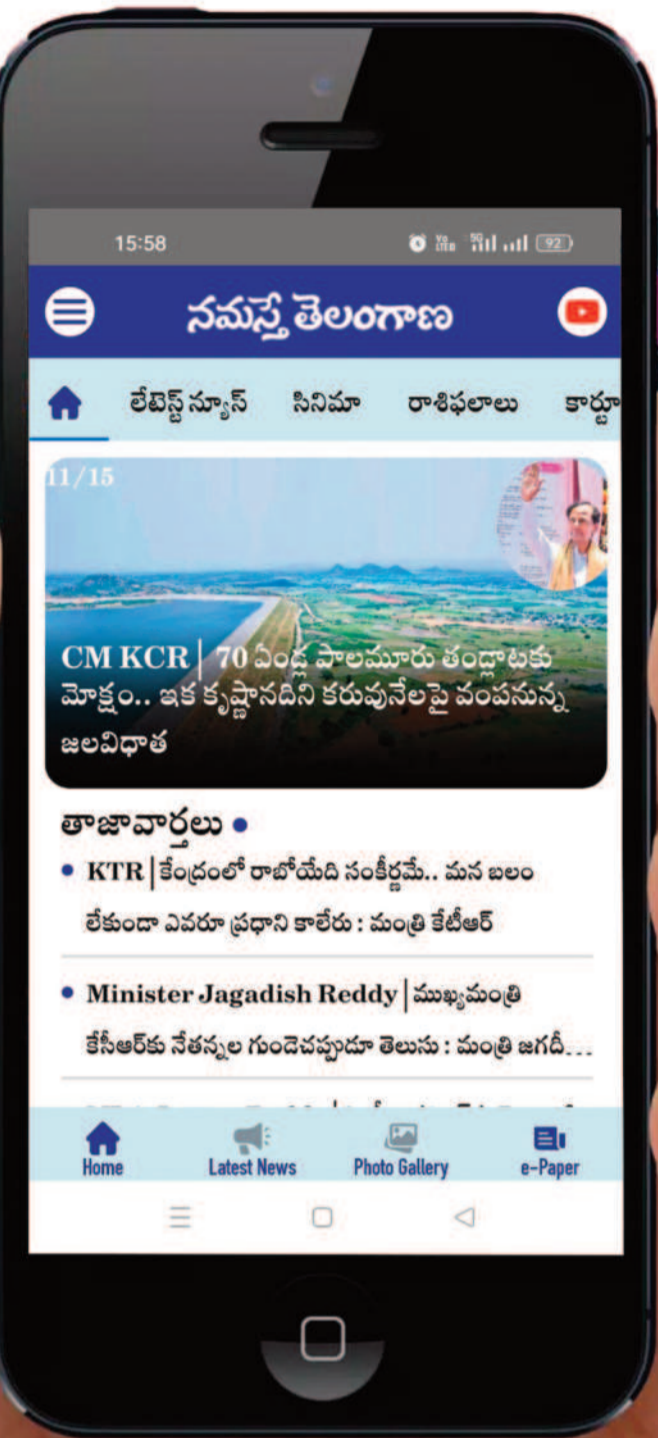 15:58
92
నమస్తే తెలంగాణ
లేటెస్ట్ న్యూస్ సినిమా రాశిఫలాలు కార్టూ
11/15
CM KCR | 70 ఏండ్ల పాలమూరు తండ్లాటకు
మోక్షం.. ఇక కృష్ణానదిని కరువునేలపై వంపనున్న
జలవిధాత
తాజావార్తలు
• KTR | కేంద్రంలో రాబోయేది సంకీర్ణమే.. మన బలం
లేకుండా ఎవరూ ప్రధాని కాలేరు : మంత్రి కేటీఆర్
• Minister Jagadish Reddy | ముఖ్యమంత్రి
కేసీఆర్‌కు నేతన్నల గుండెచప్పుడూ తెలుసు : మంత్రి జగదీ...
Home Latest News Photo Gallery e-Paper